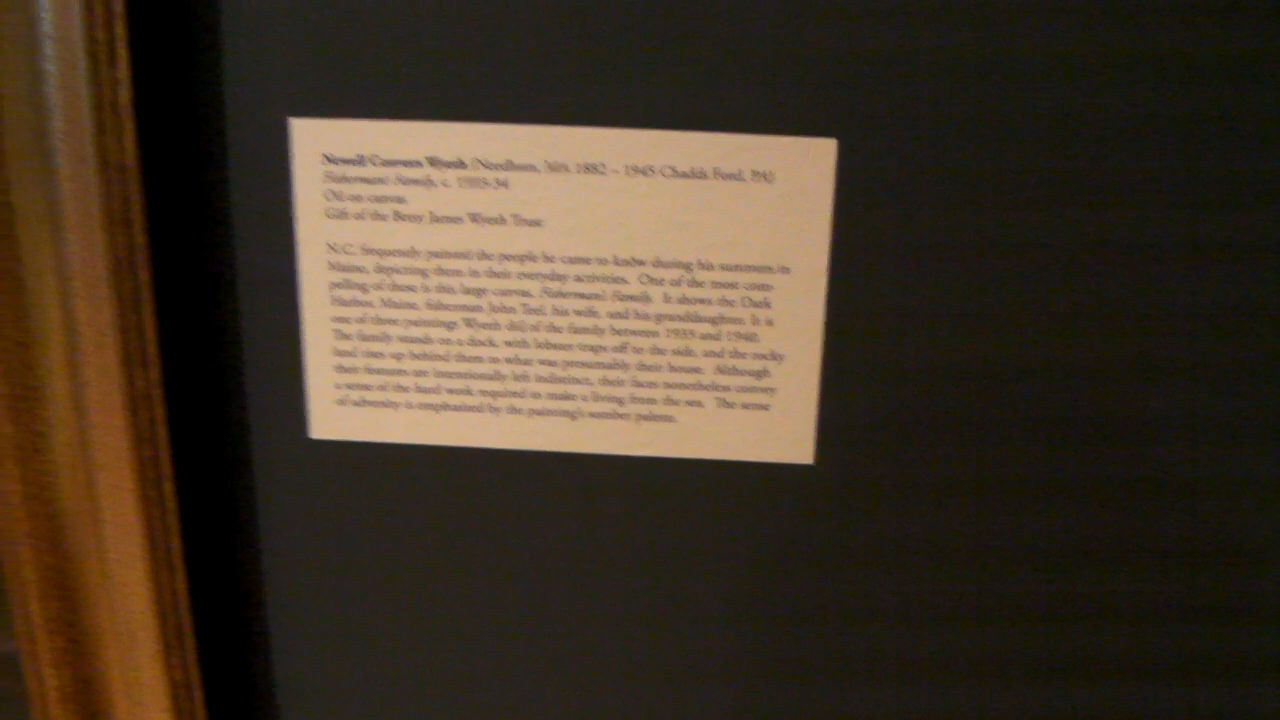 Newell Convers Wyeth (Needham, MA 1882 – 1945 Chadds Ford, PA)
Fisherman's Family, c. 1933-34
Oil on canvas
Gift of the Betsy James Wyeth Trust
N.C. frequently painted the people he came to know during his summers in
Maine, depicting them in their everyday activities. One of the most com-
pelling of these is this large canvas, Fisherman's Family. It shows the Dark
Harbor, Maine, fisherman John Teel, his wife, and his granddaughter. It is
one of three paintings Wyeth did of the family between 1933 and 1940.
The family stands on a dock, with lobster traps off to the side, and the rocky
land rises up behind them to what was presumably their house. Although
their features are intentionally left indistinct, their faces nonetheless convey
a sense of the hard work required to make a living from the sea. The sense
of adversity is emphasized by the painting's somber palette.